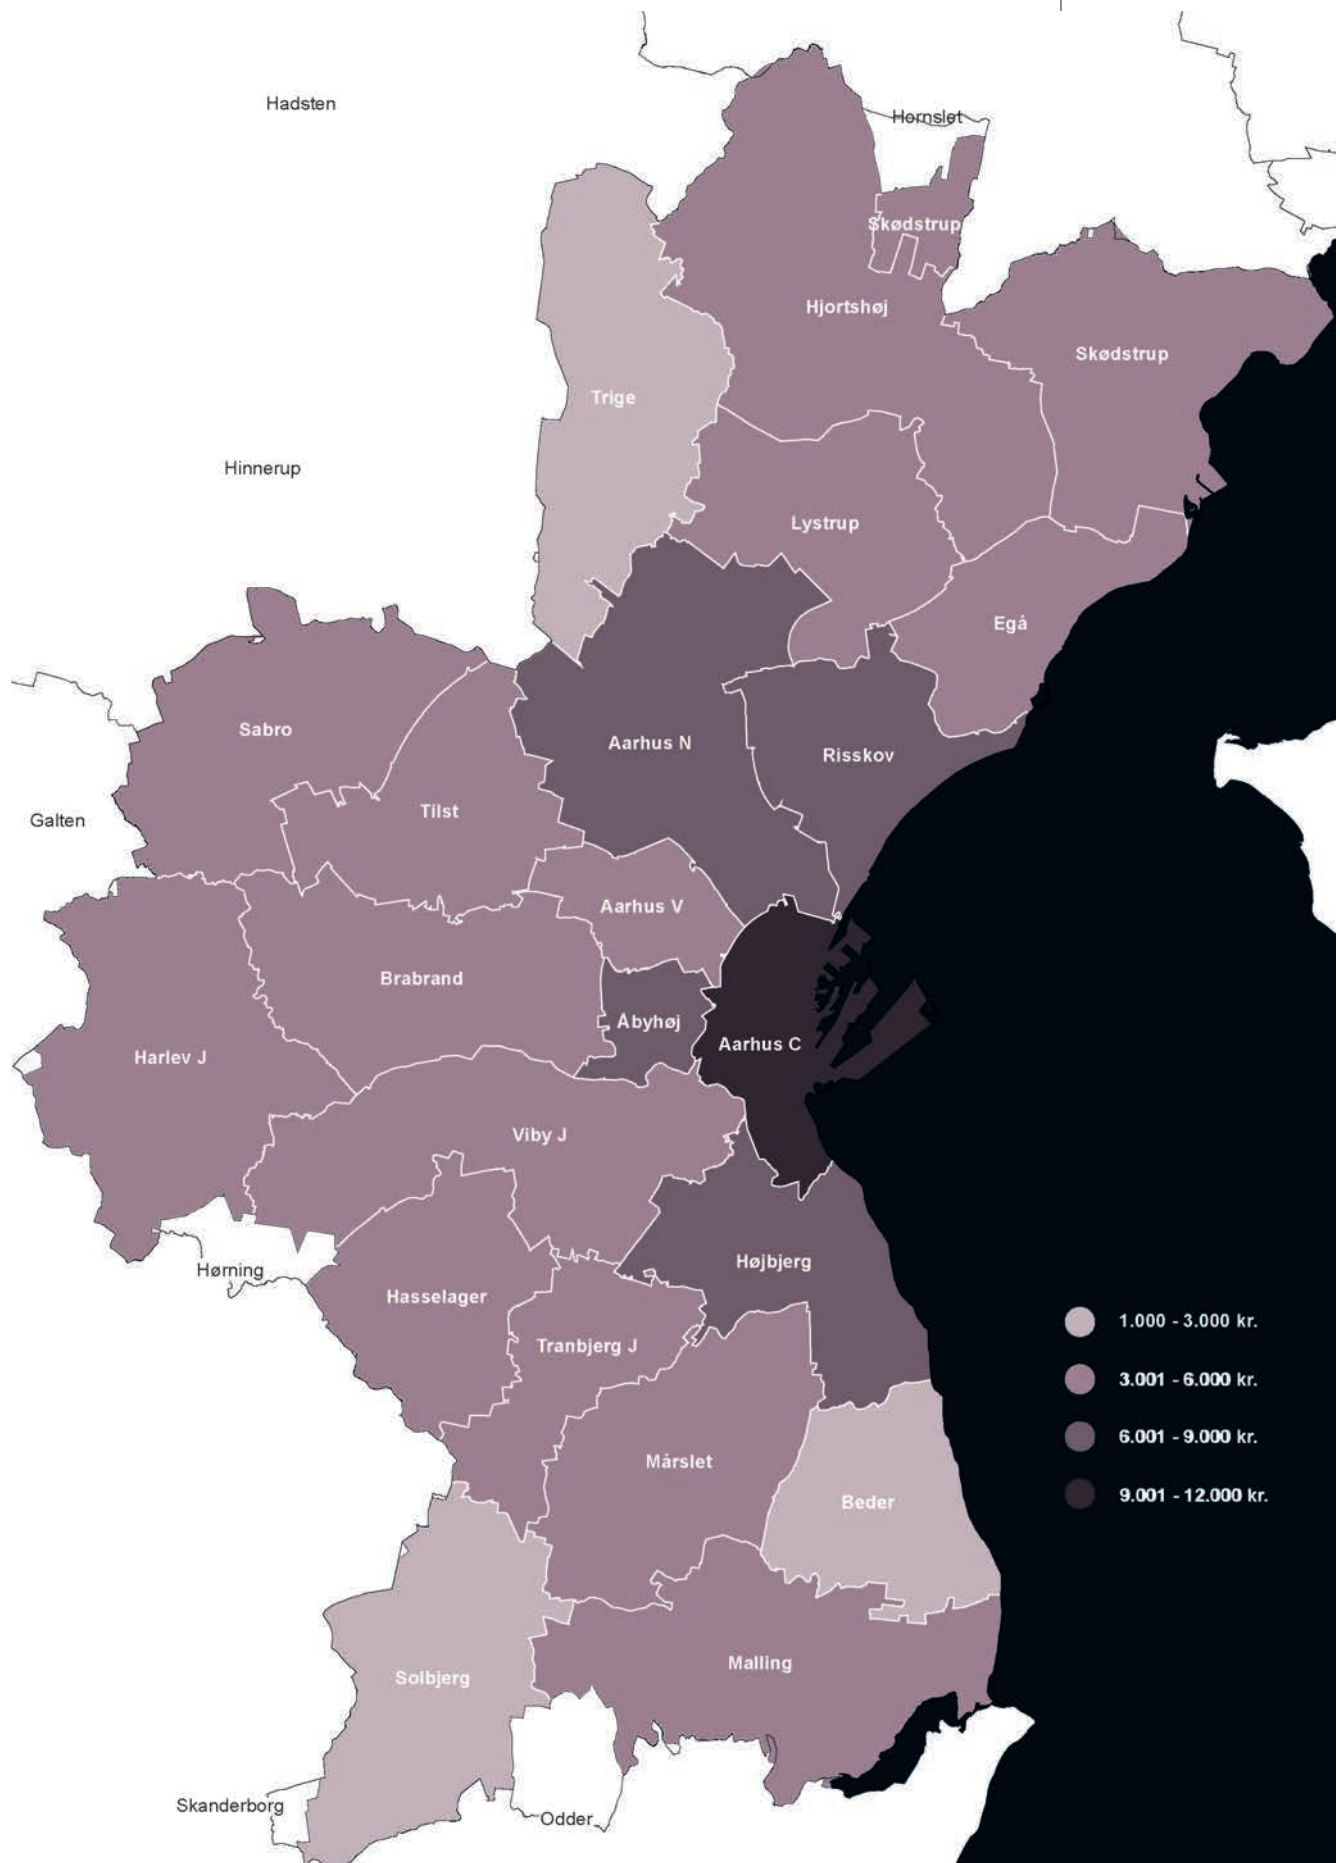 Hadsten
Hornslet
Skødstrup
Hjortshøj
Skødstrup
Trige
Hinnerup
Lystrup
Egå
Sabro
Aarhus N
Risskov
Tilst
Galten
Aarhus V
Brabrand
Åbyhøj
Aarhus C
Harlev J
Viby J
Højbjerg
Hørning
Hasselager
Tranbjerg J
1.000 - 3.000 kr.
3.001 - 6.000 kr.
6.001 - 9.000 kr.
9.001 - 12.000 kr.
Mårslet
Beder
Malling
Solbjerg
Skanderborg
Odder